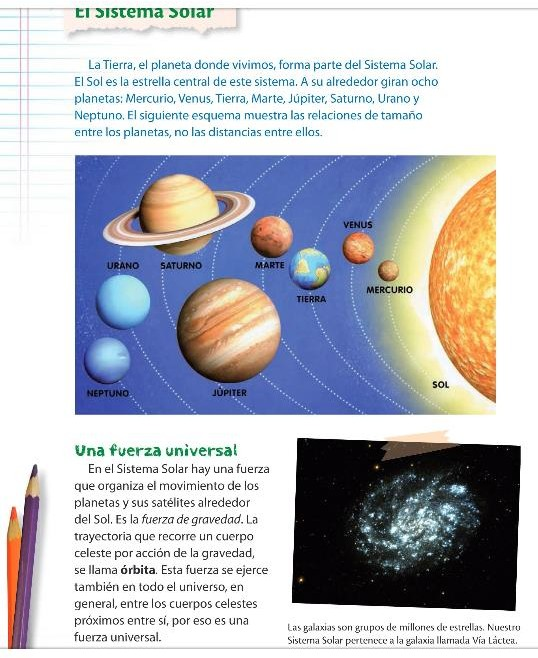 El Sistema Solar
La Tierra, el planeta donde vivimos, forma parte del Sistema Solar.
El Sol es la estrella central de este sistema. A su alrededor giran ocho
planetas: Mercurio, Venus, Tierra, Marte, Júpiter, Saturno, Urano y
Neptuno. El siguiente esquema muestra las relaciones de tamaño
entre los planetas, no las distancias entre ellos.
VENUS
URANO SATURNO MARTE
MERCURIO
TIERRA
SOL
NEPTUNO JÚPITER
Una fuerza universal
En el Sistema Solar hay una fuerza
que organiza el movimiento de los
planetas y sus satélites alrededor
del Sol. Es la fuerza de gravedad. La
trayectoria que recorre un cuerpo
celeste por acción de la gravedad,
se llama órbita. Esta fuerza se ejerce
también en todo el universo, en
general, entre los cuerpos celestes
próximos entre sí, por eso es una
fuerza universal.
Las galaxias son grupos de millones de estrellas. Nuestro
Sistema Solar pertenece a la galaxia llamada Vía Láctea.